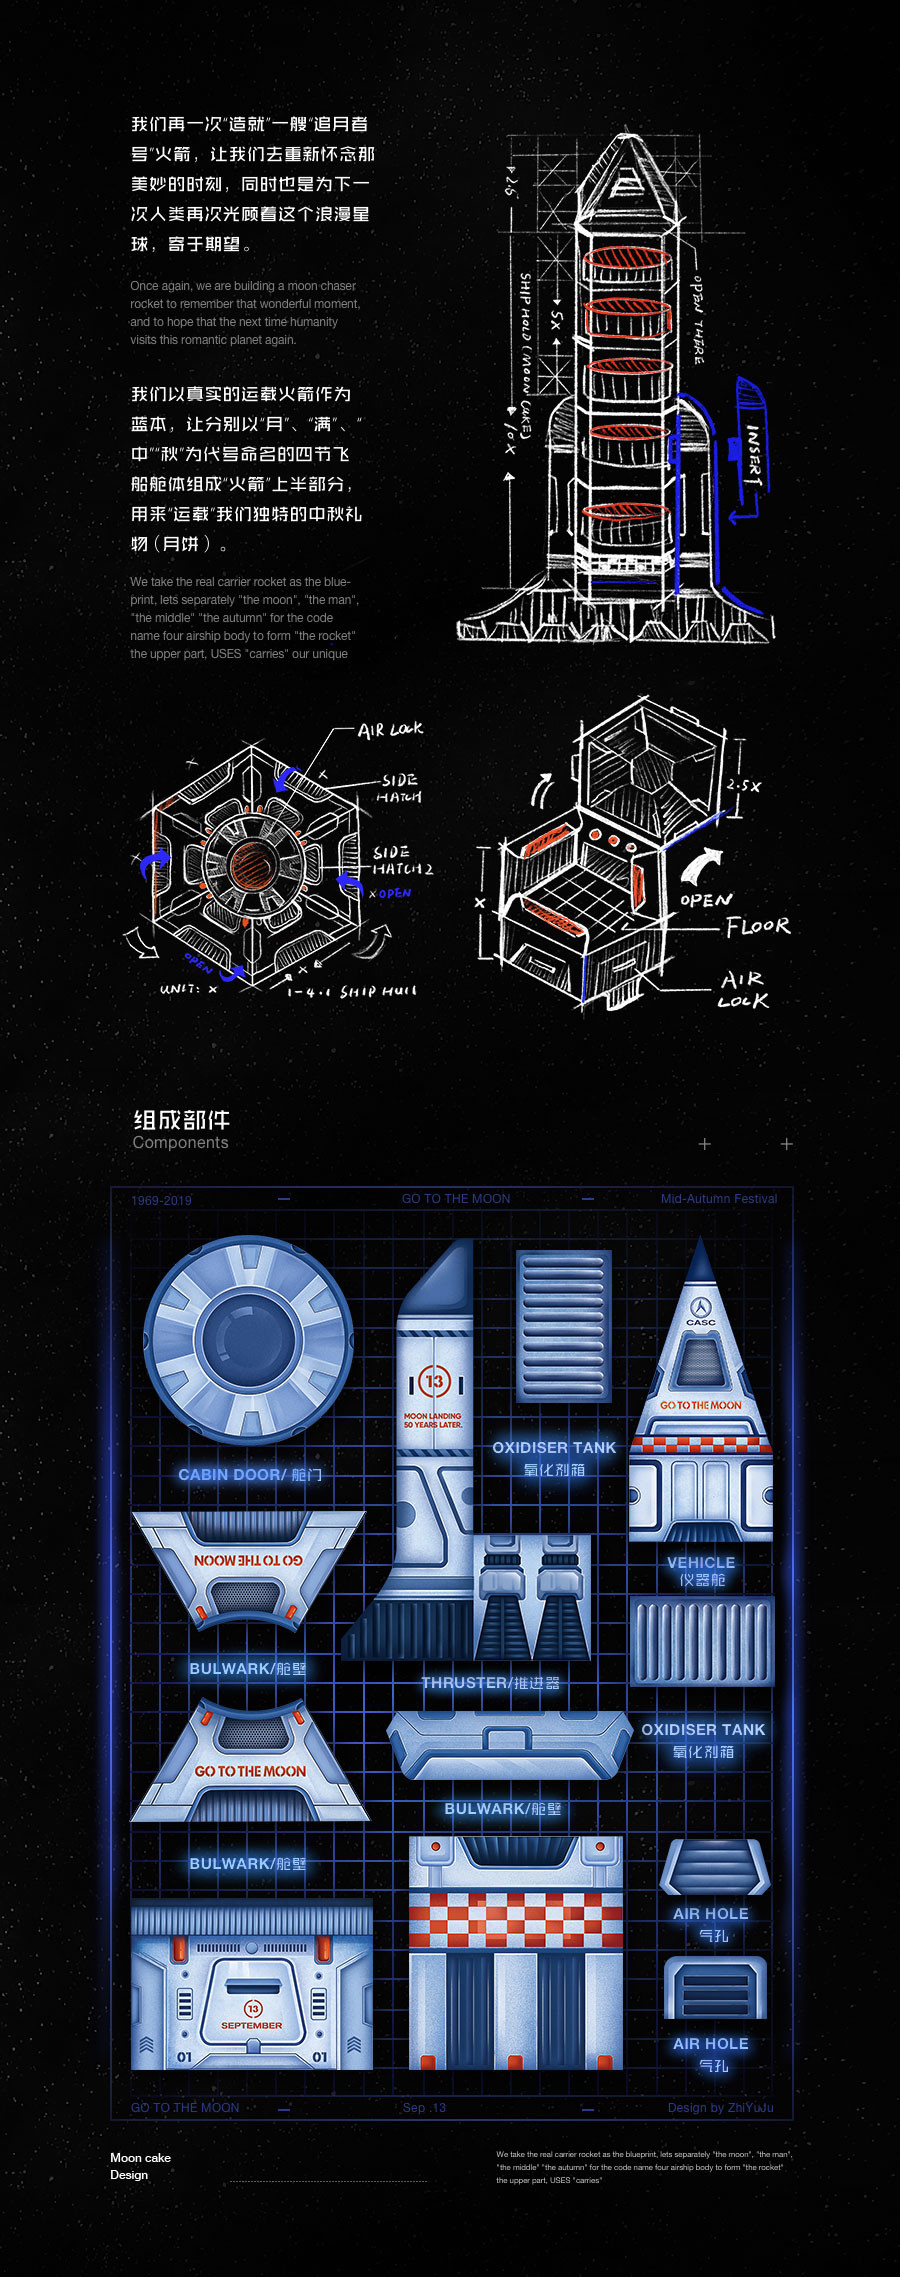 我们再一次“造就”一艘“追月者
号”火箭，让我们去重新怀念那
美妙的时刻，同时也是为下一
次人类再次光顾着这个浪漫星
球，寄于期望。
Once again, we are building a moon chaser
rocket to remember that wonderful moment,
and to hope that the next time humanity
visits this romantic planet again.
我们以真实的运载火箭作为
蓝本，让分别以“月”、“满”、“
中”“秋”为代号命名的四节飞
船舱体组成“火箭”上半部分，
用来“运载”我们独特的中秋礼
物（月饼）。
We take the real carrier rocket as the blue-
print, lets separately "the moon", "the man",
"the middle" "the autumn" for the code
name four airship body to form "the rocket"
the upper part, USES "carries" our unique
2.5
SHIP HOLD (MOON CAKE)
5X
10X
OPEN THERE
INSERT
AIR LOCK
SIDE
HATCH
SIDE
HATCH 2
X OPEN
OPEN
UNIT: X
1-4.1 SHIP HULL
2.5X
X
OPEN
FLOOR
AIR
LOCK
组成部件
Components
1969-2019
GO TO THE MOON
Mid-Autumn Festival
CASC
GO TO THE MOON
13
MOON LANDING
50 YEARS LATER.
OXIDISER TANK
氧化剂箱
CABIN DOOR/ 舱门
GO TO THE MOON
VEHICLE
仪器舱
BULWARK/舱壁
THRUSTER/推进器
OXIDISER TANK
氧化剂箱
GO TO THE MOON
BULWARK/舱壁
BULWARK/舱壁
AIR HOLE
气孔
13
SEPTEMBER
01
01
AIR HOLE
气孔
GO TO THE MOON
Sep .13
Design by ZhiYuJu
Moon cake
Design
We take the real carrier rocket as the blueprint, lets separately "the moon", "the man",
"the middle" "the autumn" for the code name four airship body to form "the rocket"
the upper part, USES "carries"